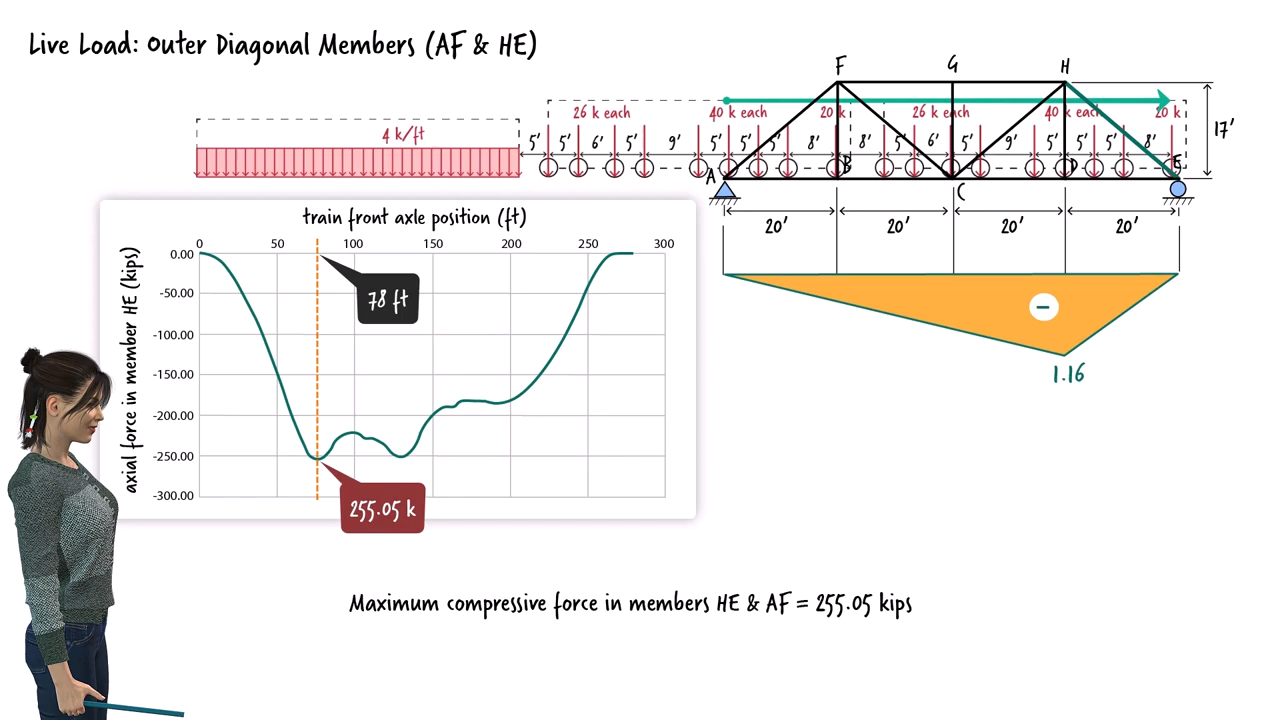 Live Load: Outer Diagonal Members (AF & HE)
F G H
26 k each 40 k each 20 k 26 k each 40 k each 20 k
4 k/ft
5' 5' 6' 5' 9' 5' 5' 5' 8' 8' 5' 6' 5' 9' 5' 5' 5' 8'
17'
A B C D E
20' 20' 20' 20'
train front axle position (ft)
0 50 100 150 200 250 300
axial force in member HE (kips)
0.00
-50.00
-100.00
-150.00
-200.00
-250.00
-300.00
78 ft
255.05 k
−
1.16
Maximum compressive force in members HE & AF = 255.05 kips